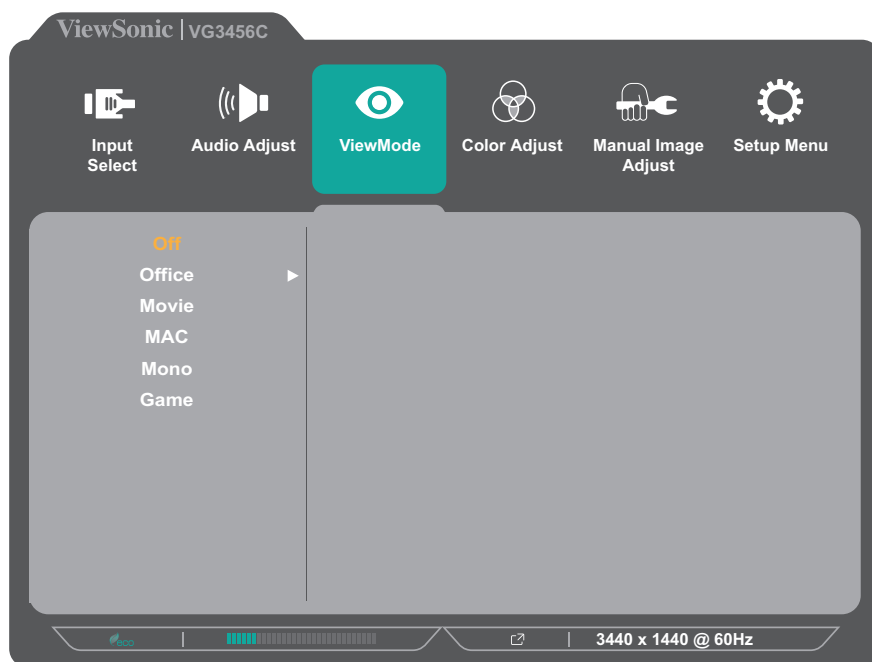 ViewSonic | VG3456C
Input Select
Audio Adjust
ViewMode
Color Adjust
Manual Image Adjust
Setup Menu
Off
Office
Movie
MAC
Mono
Game
eco
3440 x 1440 @ 60Hz